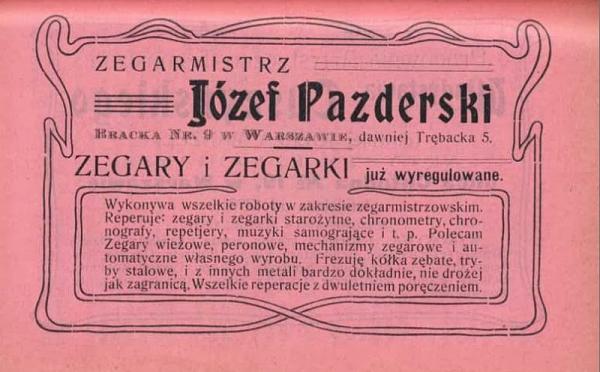 ZEGARMISTRZ
Józef Pazderski
Bracka Nr. 9 w Warszawie, dawniej Trębacka 5.
ZEGARY i ZEGARKI już wyregulowane.
Wykonywa wszelkie roboty w zakresie zegarmistrzowskim.
Reperuje: zegary i zegarki starożytne, chronometry, chro-
nografy, repetjery, muzyki samogrające i t. p. Polecam
Zegary wieżowe, peronowe, mechanizmy zegarowe i au-
tomatyczne własnego wyrobu. Frezuję kółka zębate, try-
by stalowe, i z innych metali bardzo dokładnie, nie drożej
jak zagranicą. Wszelkie reperacje z dwuletniem poręczeniem.